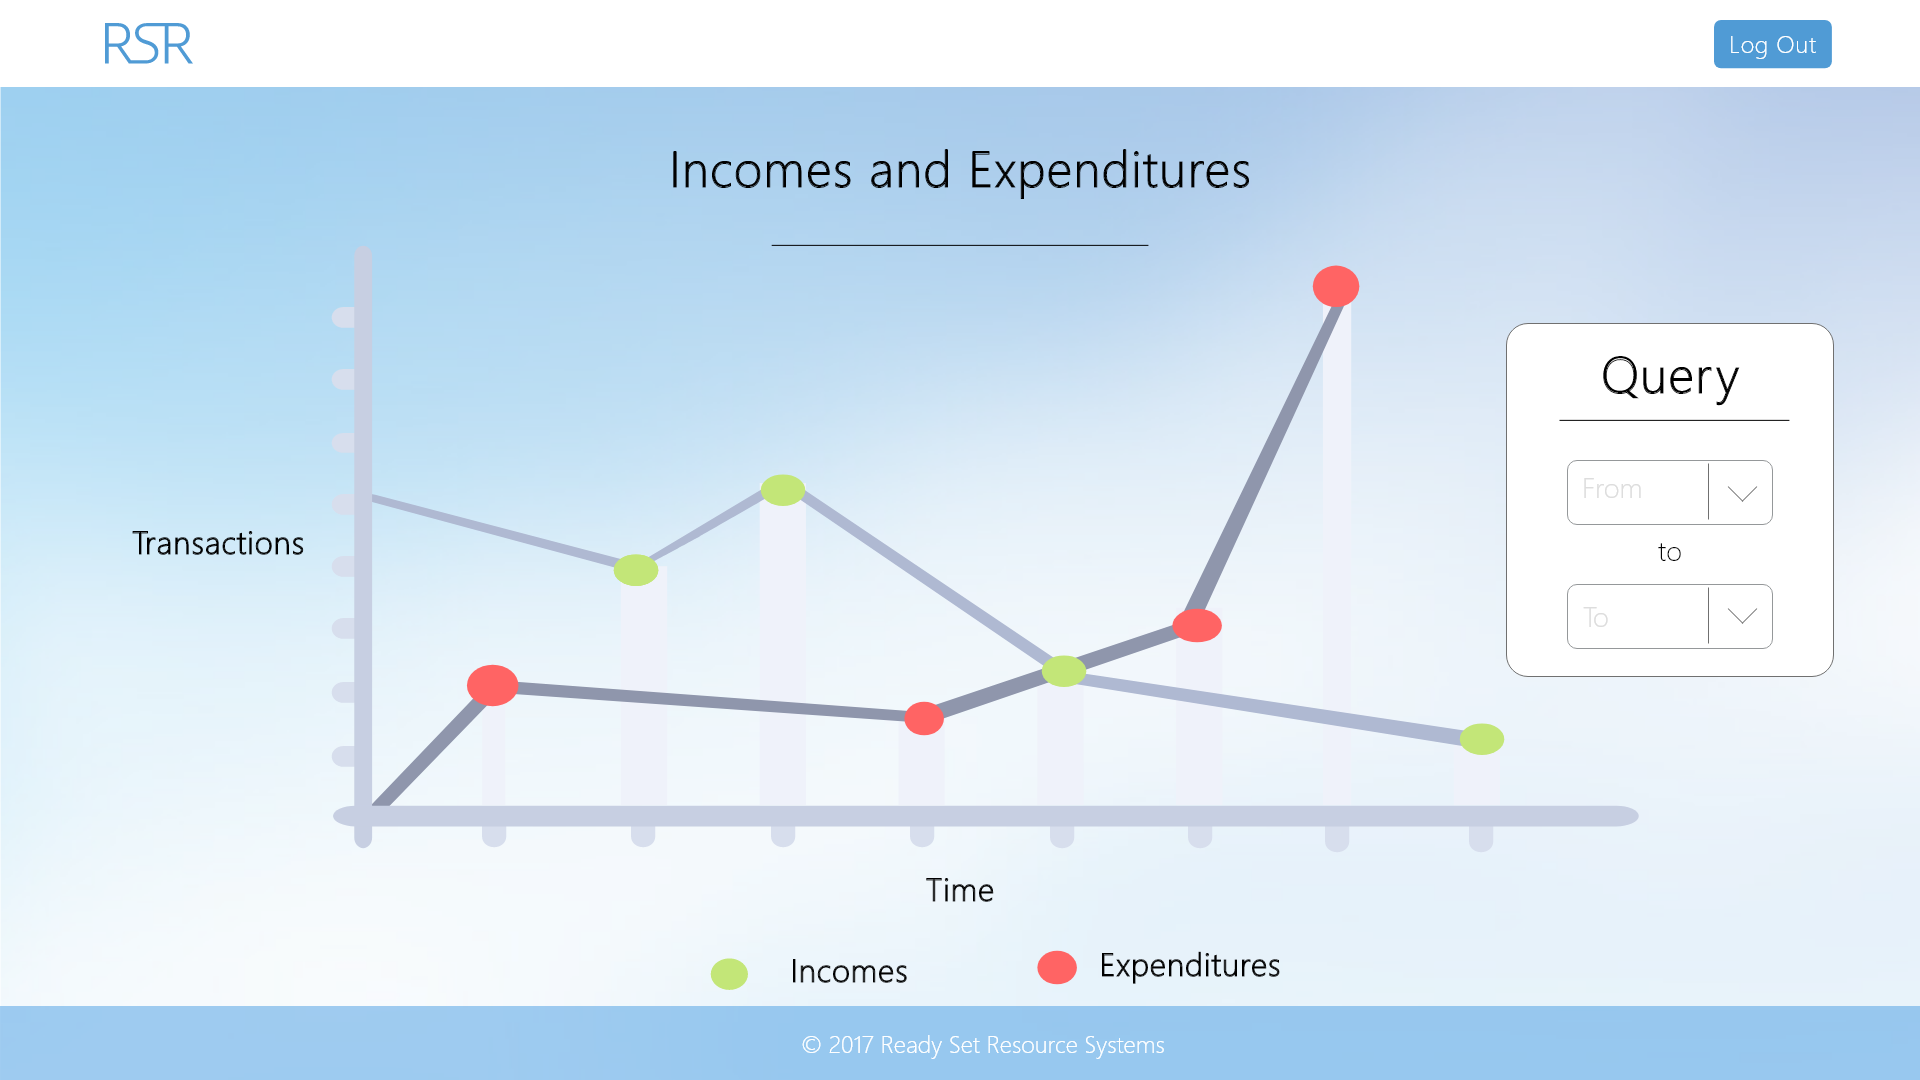 RSR
Log Out
Incomes and Expenditures
Query
From
to
To
Transactions
Time
Incomes
Expenditures
© 2017 Ready Set Resource Systems